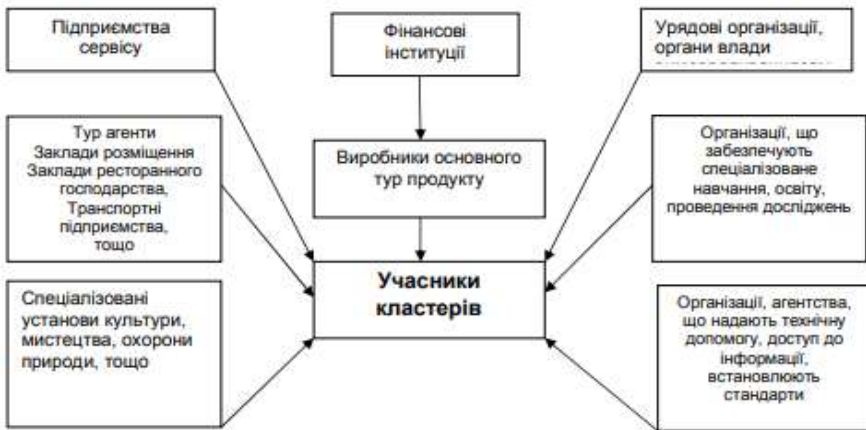 Підприємства
сервісу
Фінансові
інституції
Урядові організації,
органи влади
Тур агенти
Заклади розміщення
Заклади ресторанного
господарства,
Транспортні
підприємства,
тощо
Виробники основного
тур продукту
Організації, що
забезпечують
спеціалізоване
навчання, освіту,
проведення досліджень
Учасники
кластерів
Спеціалізовані
установи культури,
мистецтва, охорони
природи, тощо
Організації, агентства,
що надають технічну
допомогу, доступ до
інформації,
встановлюють
стандарти